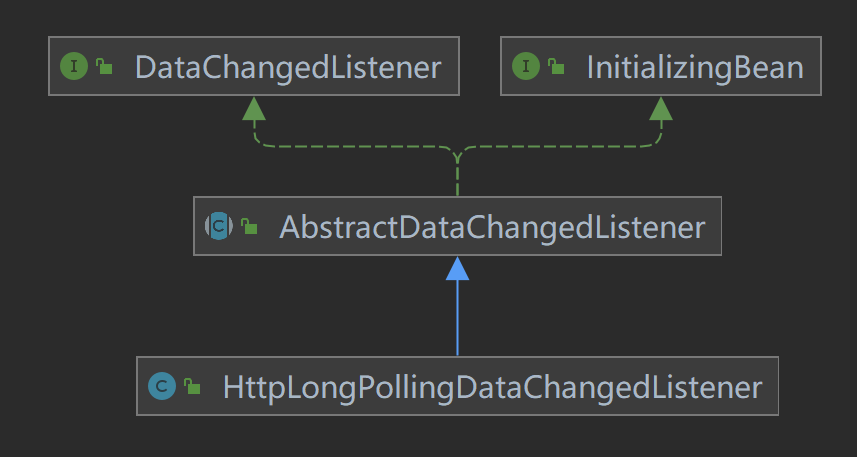 I DataChangedListener
I InitializingBean
C AbstractDataChangedListener
C HttpLongPollingDataChangedListener